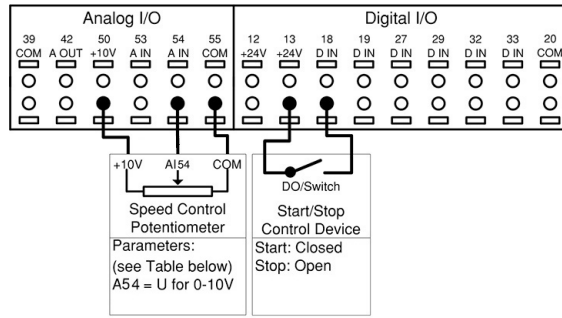 Analog I/O
Digital I/O
39 42 50 53 54 55 12 13 18 19 27 29 32 33 20
COM A OUT +10V A IN A IN COM +24V +24V D IN D IN D IN D IN D IN D IN COM
+10V AI54 COM
DO/Switch
Speed Control
Potentiometer
Start/Stop
Control Device
Parameters:
(see Table below)
A54 = U for 0-10V
Start: Closed
Stop: Open